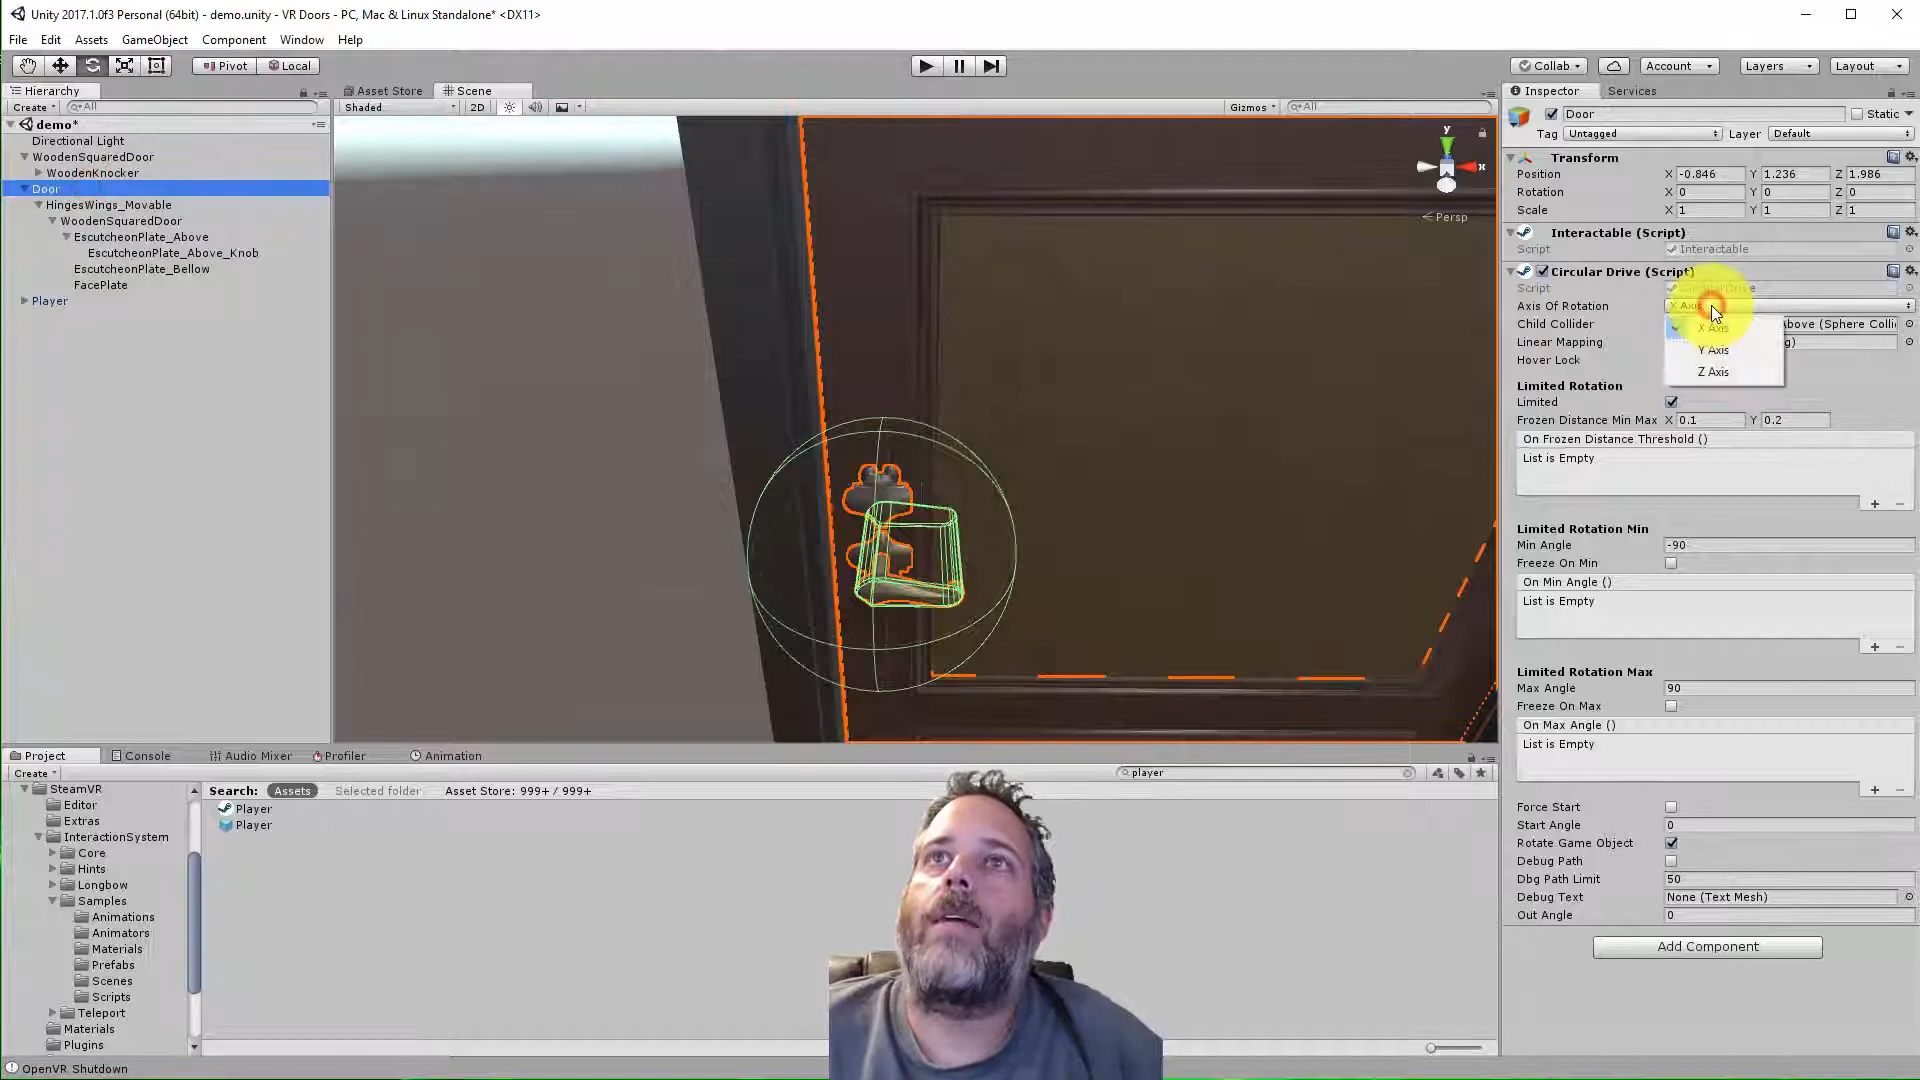 Unity 2017.1.0f3 Personal (64bit) - demo.unity - VR Doors - PC, Mac & Linux Standalone* <DX11>
File Edit Assets GameObject Component Window Help
Pivot Local Collab Account Layers Layout
Hierarchy Asset Store Scene Inspector Services
Create All Shaded 2D Gizmos All
demo*
Directional Light
WoodenSquaredDoor
WoodenKnocker
Door
HingesWings_Movable
WoodenSquaredDoor
EscutcheonPlate_Above
EscutcheonPlate_Above_Knob
EscutcheonPlate_Bellow
FacePlate
Player
y
x
Persp
Door Static
Tag Untagged Layer Default
Transform
Position X -0.846 Y 1.236 Z 1.986
Rotation X 0 Y 0 Z 0
Scale X 1 Y 1 Z 1
Interactable (Script)
Script Interactable
Circular Drive (Script)
Script
Axis Of Rotation X Axis
Child Collider bove (Sphere Colli
Linear Mapping g)
Hover Lock
X Axis
Y Axis
Z Axis
Limited Rotation
Limited
Frozen Distance Min Max X 0.1 Y 0.2
On Frozen Distance Threshold ()
List is Empty
Limited Rotation Min
Min Angle -90
Freeze On Min
On Min Angle ()
List is Empty
Limited Rotation Max
Max Angle 90
Freeze On Max
On Max Angle ()
List is Empty
Force Start
Start Angle 0
Rotate Game Object
Debug Path
Dbg Path Limit 50
Debug Text None (Text Mesh)
Out Angle 0
Add Component
Project Console Audio Mixer Profiler Animation
Create player
SteamVR
Editor
Extras
InteractionSystem
Core
Hints
Longbow
Samples
Animations
Animators
Materials
Prefabs
Scenes
Scripts
Teleport
Materials
Plugins
Search: Assets Selected folder Asset Store: 999+ / 999+
Player
Player
OpenVR Shutdown